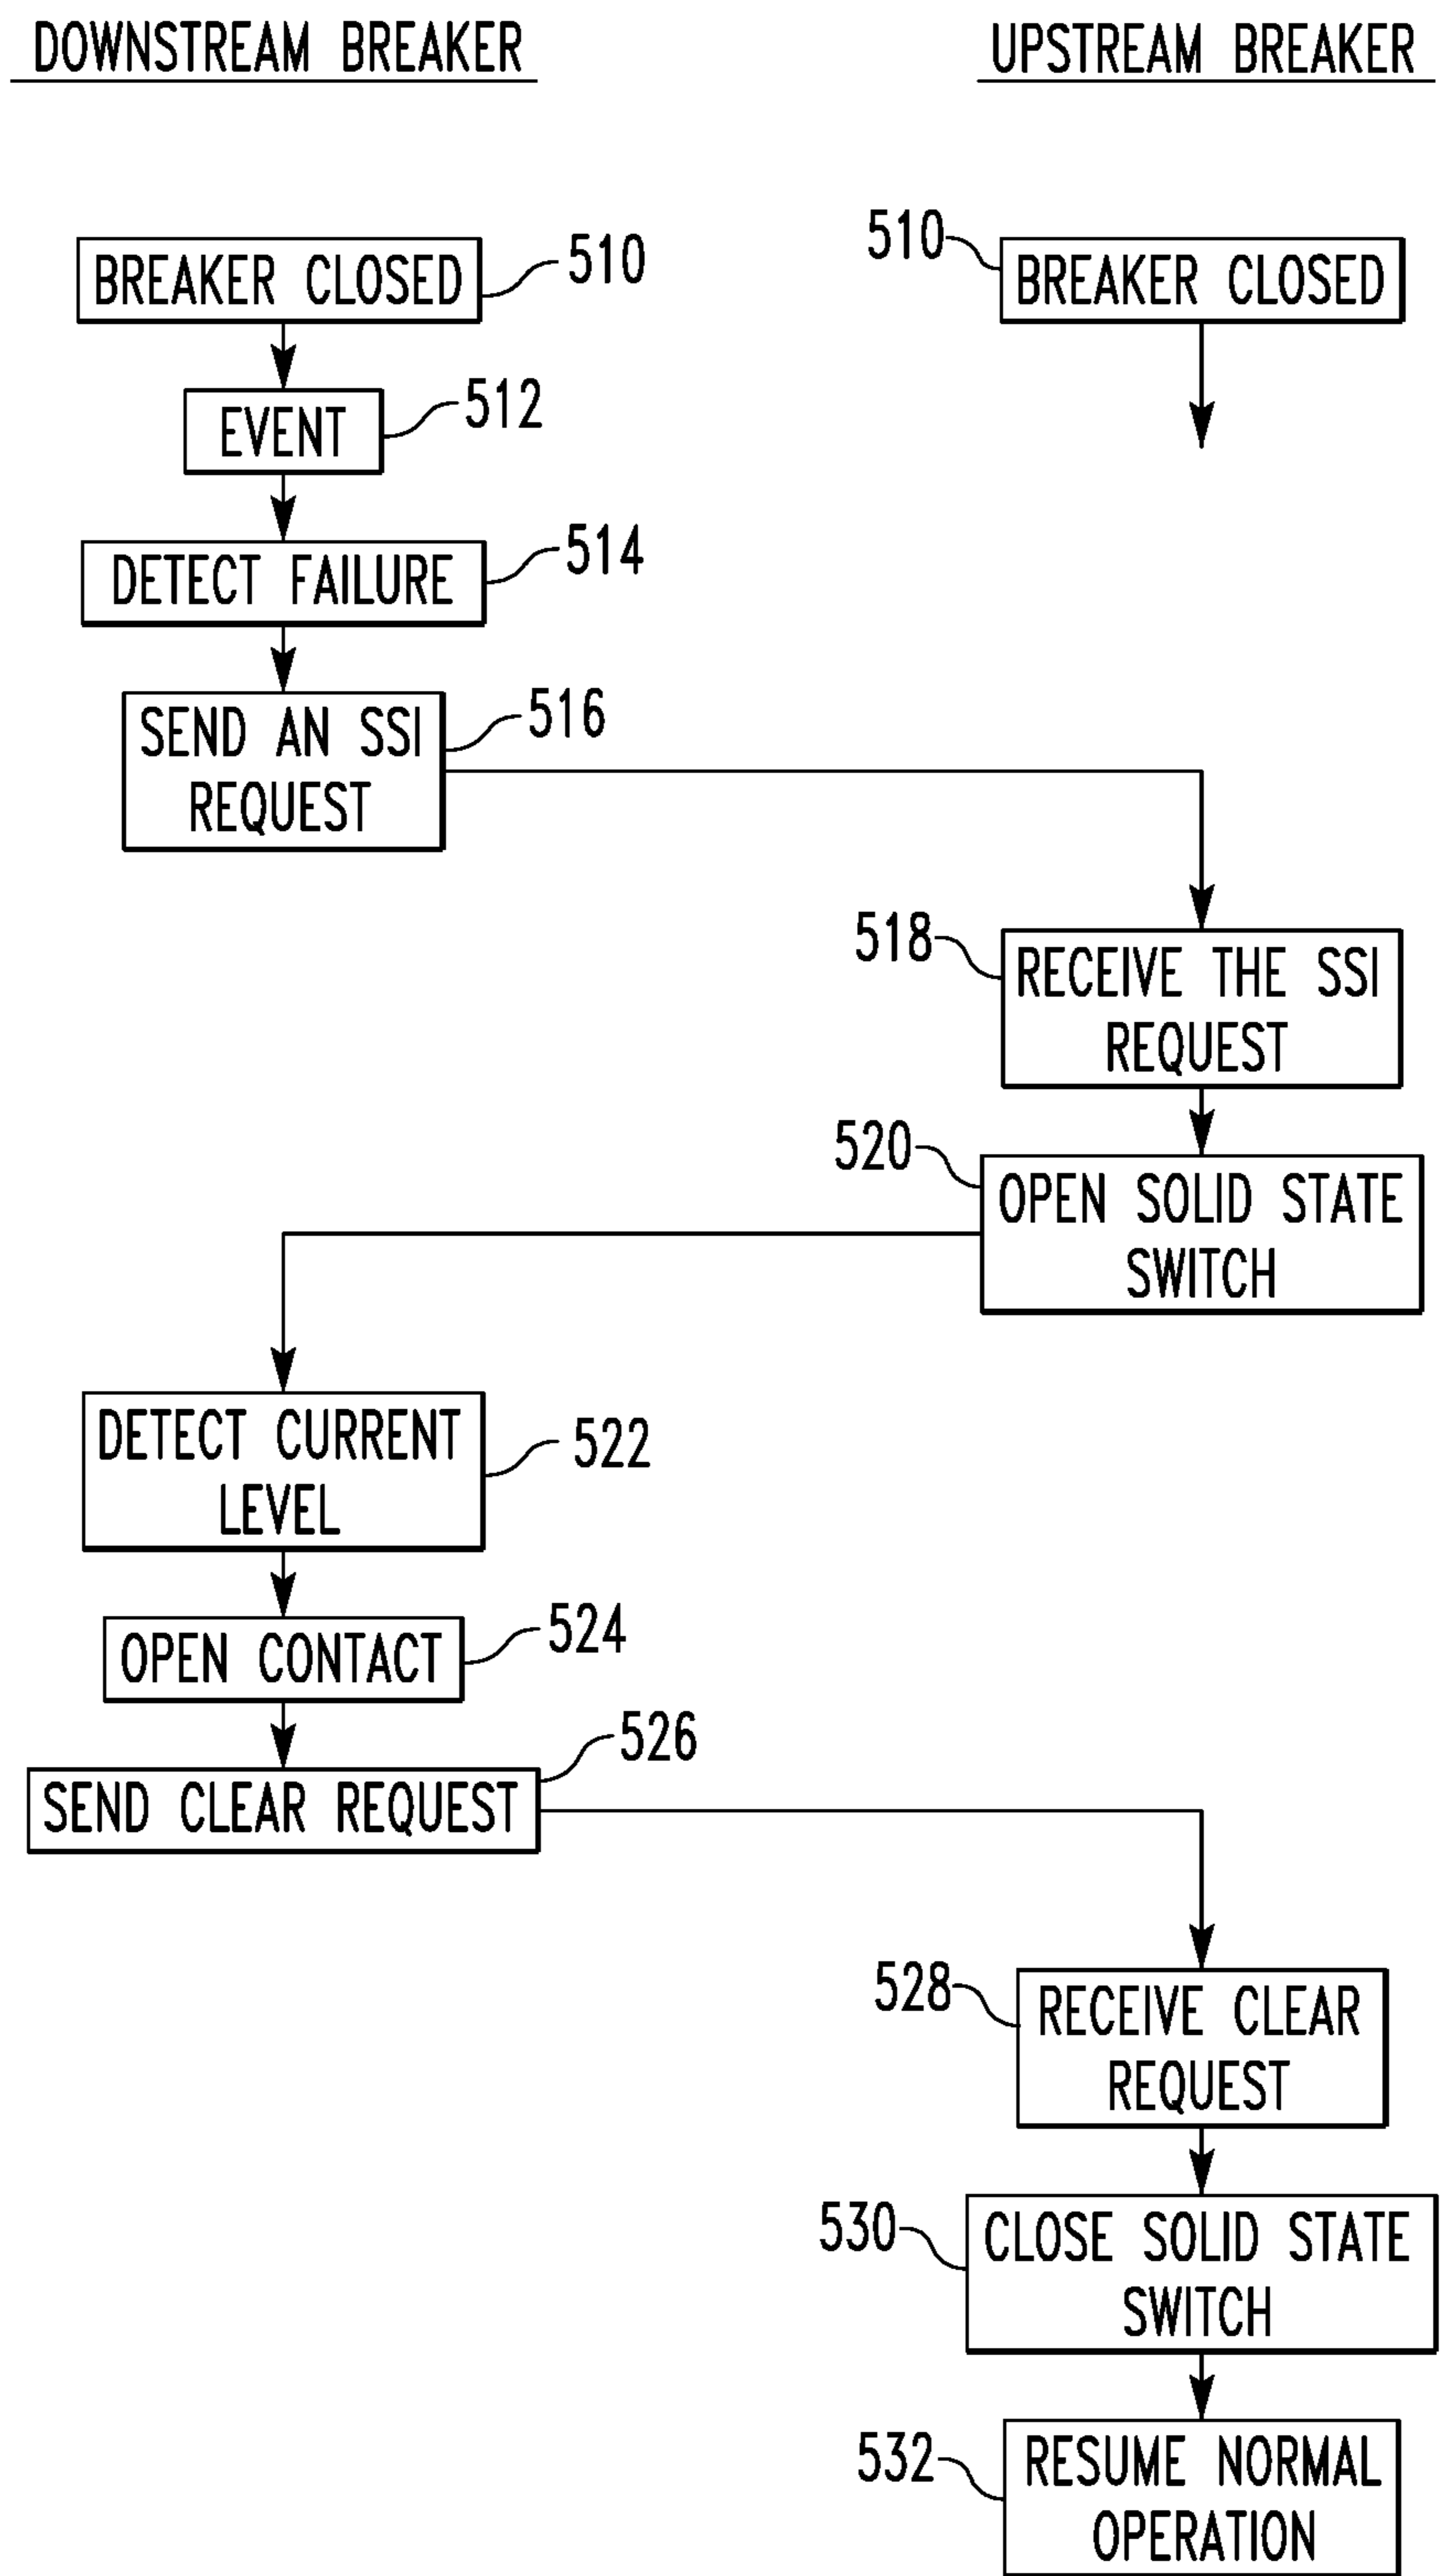 DOWNSTREAM BREAKER
UPSTREAM BREAKER
BREAKER CLOSED
510
510
BREAKER CLOSED
EVENT
512
DETECT FAILURE
514
SEND AN SSI
REQUEST
516
518
RECEIVE THE SSI
REQUEST
520
OPEN SOLID STATE
SWITCH
DETECT CURRENT
LEVEL
522
OPEN CONTACT
524
SEND CLEAR REQUEST
526
528
RECEIVE CLEAR
REQUEST
530
CLOSE SOLID STATE
SWITCH
532
RESUME NORMAL
OPERATION